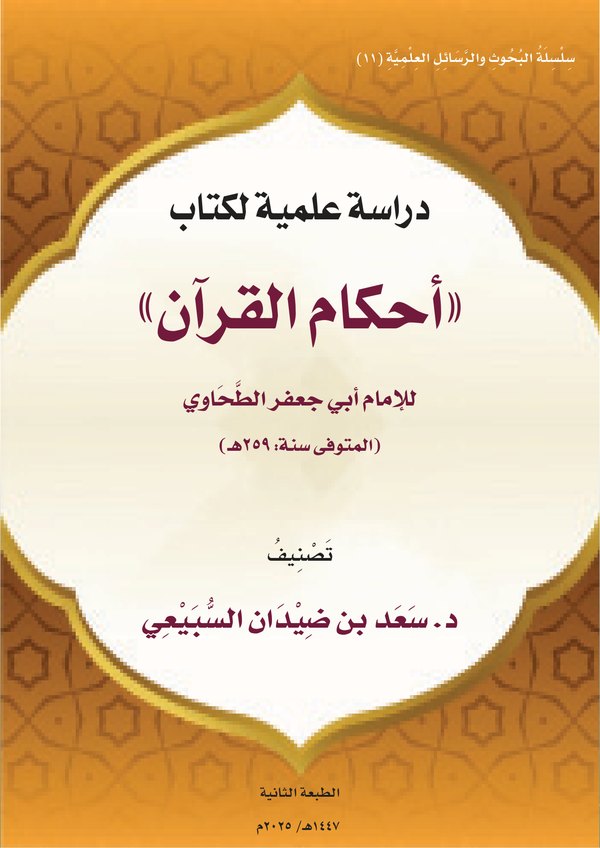 سِلْسِلَةُ البُحُوثِ والرَّسَائِلِ العِلْمِيَّةِ (١١)
دراسة علمية لكتاب
«أحكام القرآن»
للإمام أبي جعفر الطَّحَاوي
(المتوفى سنة: ٢٥٩هـ)
تَصْنِيفُ
د. سَعَد بن ضِيْدَان السُّبَيْعِي
الطبعة الثانية
١٤٤٧هـ/ ٢٠٢٥م